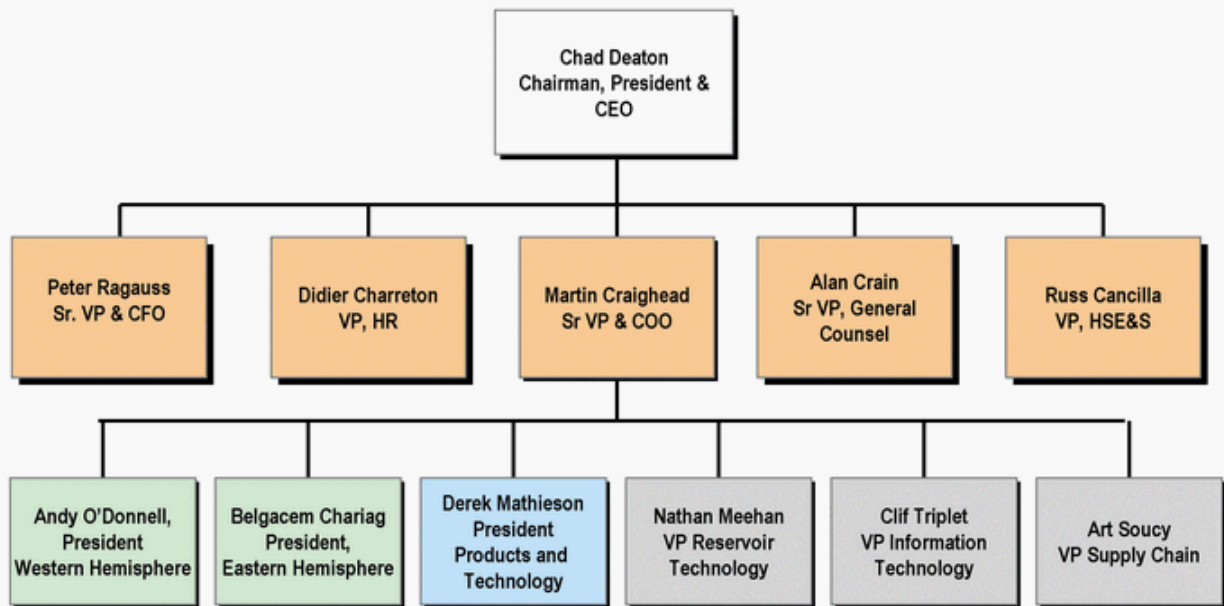 Chad Deaton
Chairman, President &
CEO
Peter Ragauss
Sr. VP & CFO
Didier Charreton
VP, HR
Martin Craighead
Sr VP & COO
Alan Crain
Sr VP, General
Counsel
Russ Cancilla
VP, HSE&S
Andy O'Donnell,
President
Western Hemisphere
Belgacem Chariag
President,
Eastern Hemisphere
Derek Mathieson
President
Products and
Technology
Nathan Meehan
VP Reservoir
Technology
Clif Triplet
VP Information
Technology
Art Soucy
VP Supply Chain